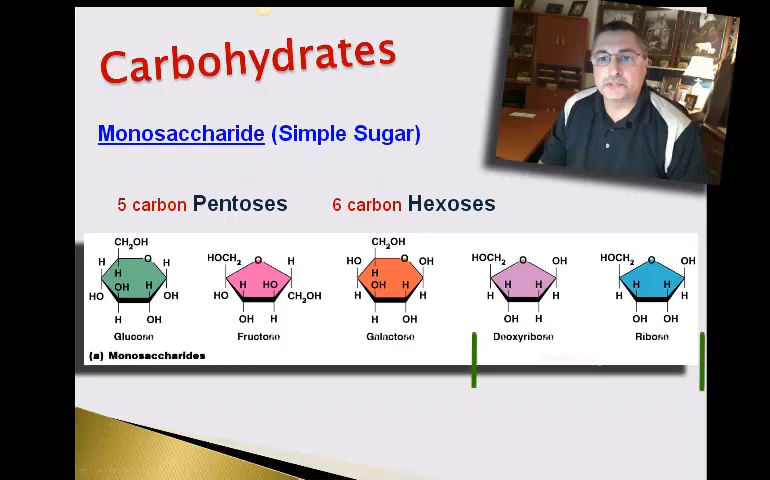 Carbohydrates
Monosaccharide (Simple Sugar)
5 carbon Pentoses 6 carbon Hexoses
CH₂OH CH₂OH
HOCH₂ O H HO O OH HOCH₂ O OH HOCH₂ O OH
H O H
H H
OH H H HO OH H H H H H
HO OH HO CH₂OH H H H H H H
H OH OH H H OH OH H OH OH
Glucose Fructose Galactose Deoxyribose Ribose
(a) Monosaccharides